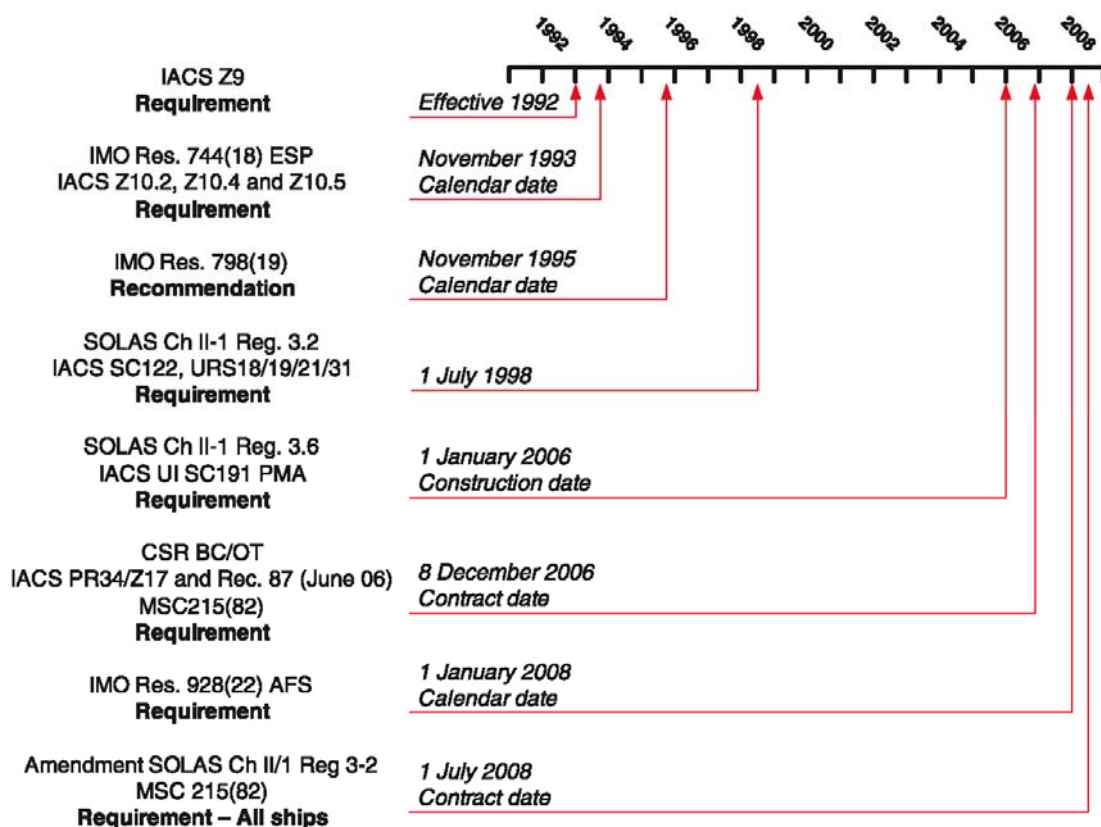 1992 1994 1996 1998 2000 2002 2004 2006 2008
IACS Z9
Requirement
Effective 1992
IMO Res. 744(18) ESP
IACS Z10.2, Z10.4 and Z10.5
Requirement
November 1993
Calendar date
IMO Res. 798(19)
Recommendation
November 1995
Calendar date
SOLAS Ch II-1 Reg. 3.2
IACS SC122, URS18/19/21/31
Requirement
1 July 1998
SOLAS Ch II-1 Reg. 3.6
IACS UI SC191 PMA
Requirement
1 January 2006
Construction date
CSR BC/OT
IACS PR34/Z17 and Rec. 87 (June 06)
MSC215(82)
Requirement
8 December 2006
Contract date
IMO Res. 928(22) AFS
Requirement
1 January 2008
Calendar date
Amendment SOLAS Ch II/1 Reg 3-2
MSC 215(82)
Requirement – All ships
1 July 2008
Contract date